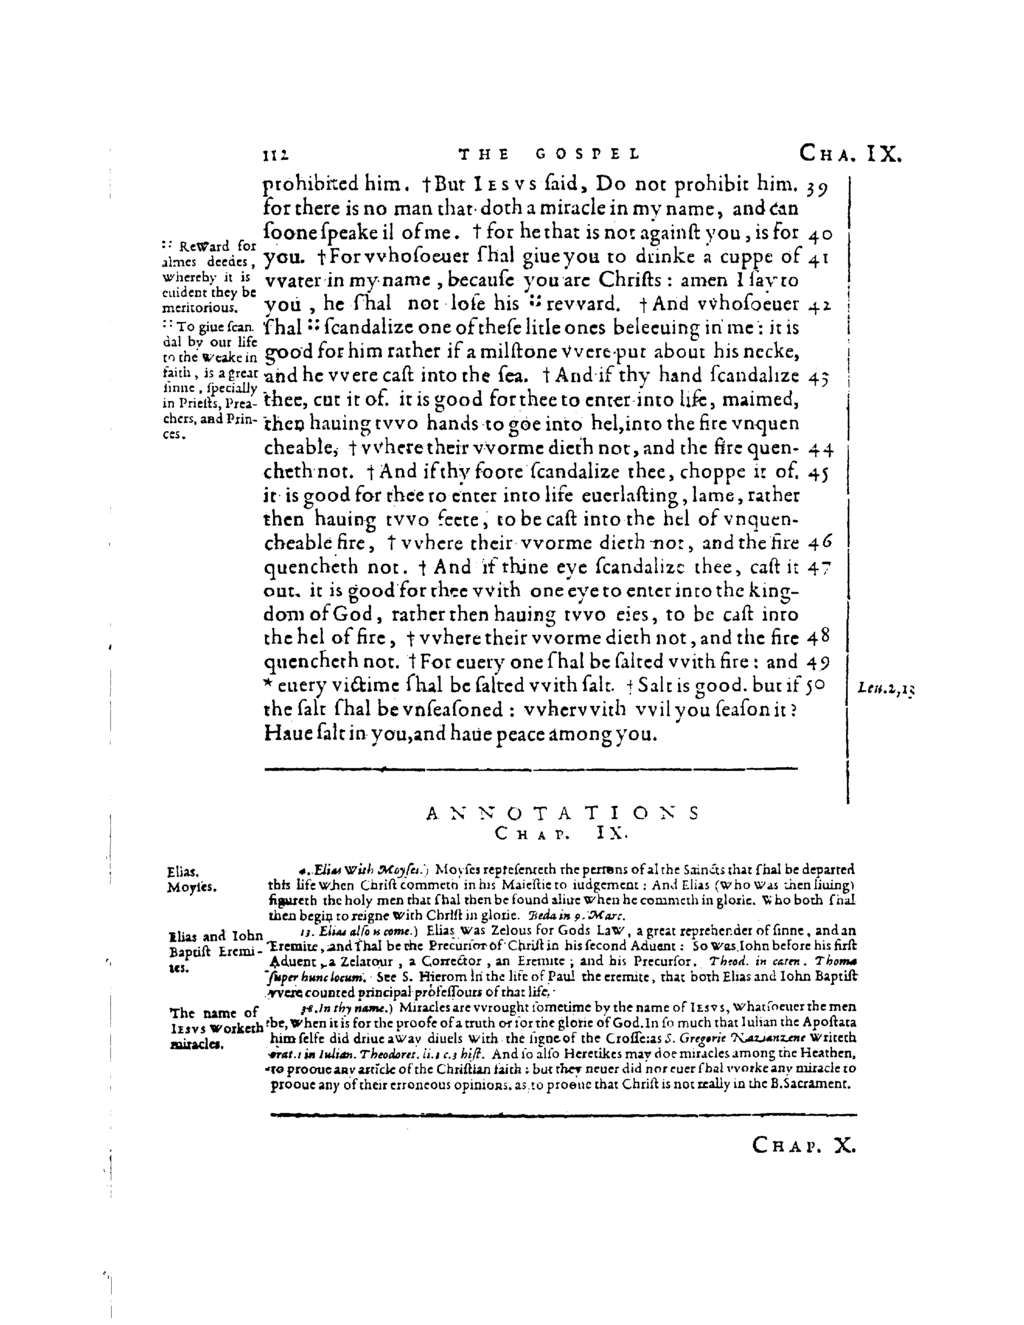 112 THE GOSPEL CHA. IX.
prohibited him. †But IESVS ſaid, Do not prohibit him. 39
for there is no man that doth a miracle in my name, and can
ſoone ſpeake il of me. † for he that is not againſt you, is for 40
you. †For vvhoſoeuer ſhal giue you to drinke a cuppe of 41
vvater in my name, becauſe you are Chriſts: amen I ſay to
you, he ſhal not loſe his :: revvard. † And vvhoſoeuer 42
ſhal :: ſcandalize one of theſe litle ones beleeuing in me: it is
good for him rather if a milſtone vvere put about his necke,
and he vvere caſt into the ſea. † And if thy hand ſcandalize 43
thee, cut it of. it is good for thee to enter into life, maimed,
then hauing tvvo hands to goe into hel, into the fire vnquen
cheable, † vvhere their vvorme dieth not, and the fire quen- 44
cheth not. † And if thy foote ſcandalize thee, choppe it of. 45
it is good for thee to enter into life euerlaſting, lame, rather
then hauing tvvo feete, to be caſt into the hel of vnquen-
cheable fire, † vvhere their vvorme dieth not, and the fire 46
quencheth not. † And if thine eye ſcandalize thee, caſt it 47
out. it is good for thee vvith one eye to enter into the king-
dom of God, rather then hauing tvvo eies, to be caſt into
the hel of fire, † vvhere their vvorme dieth not, and the fire 48
quencheth not. † For euery one ſhal be ſalted vvith fire: and 49
* euery victime ſhal be ſalted vvith ſalt. † Salt is good. but if 50
the ſalt ſhal be vnſeaſoned: vvhervvith vvil you ſeaſon it?
Haue ſalt in you, and haue peace among you.
:: Reward for
almes deedes,
whereby it is
euident they be
meritorious.
:: To giue ſcan.
dal by our life
to the weake in
faith, is a great
ſinne, ſpecially
in Prieſts, Prea-
chers, and Prin-
ces.
Leu. 2, 13
ANNOTATIONS
CHAP. IX.
Elias.
Moyſes.
4. Elias with Moyſes.) Moyſes repreſenteth the perſons of al the Saincts that ſhal be departed
this life when Chriſt commeth in his Maieſtie to iudgement: And Elias (who was then liuing)
figureth the holy men that ſhal then be found aliue when he commeth in glorie. Who both ſhal
then begin to reigne with Chriſt in glorie. Beda in 9. Marc.
Elias and Iohn
Baptiſt Eremi-
tes.
13. Elias alſo is come.) Elias was Zelous for Gods Law, a great reprehender of ſinne, and an
Eremite, and ſhal be the Precurſor of Chriſt in his ſecond Aduent: So was Iohn before his firſt
Aduent, a Zelatour, a Corrector, an Eremite, and his Precurſor. Theod. in caten. Thomas
ſuper hunc locum. See S. Hierom in the life of Paul the eremite, that both Elias and Iohn Baptiſt
vvere counted principal profeſſours of that life.
The name of
IESVS worketh
miracles.
38. In thy name.) Miracles are vvrought ſometime by the name of IESVS, whatſoeuer the men
be, when it is for the proofe of a truth or for the glorie of God. In ſo much that Iulian the Apoſtata
him ſelfe did driue away diuels with the ſigne of the Croſſe: as S. Gregorie Nazianzene writeth
orat. 1 in Iulian. Theodoret. li. 1 c. 3 hiſt. And ſo alſo Heretikes may doe miracles among the Heathen,
to prooue any article of the Chriſtian faith: but they neuer did nor euer ſhal vvorke any miracle to
prooue any of their erroneous opinions. as, to prooue that Chriſt is not really in the B. Sacrament.
CHAP. X.